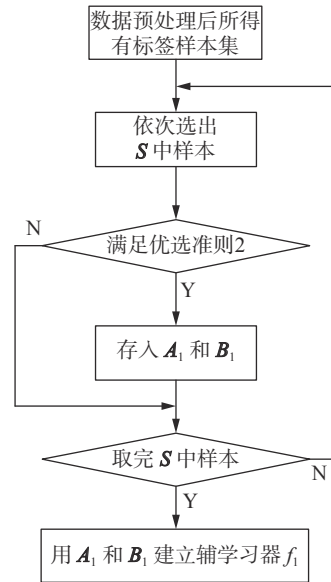 数据预处理后所得
有标签样本集
依次选出
S 中样本
N
满足优选准则2
Y
存入 A₁ 和 B₁
取完 S 中样本
N
Y
用 A₁ 和 B₁ 建立辅学习器 f₁